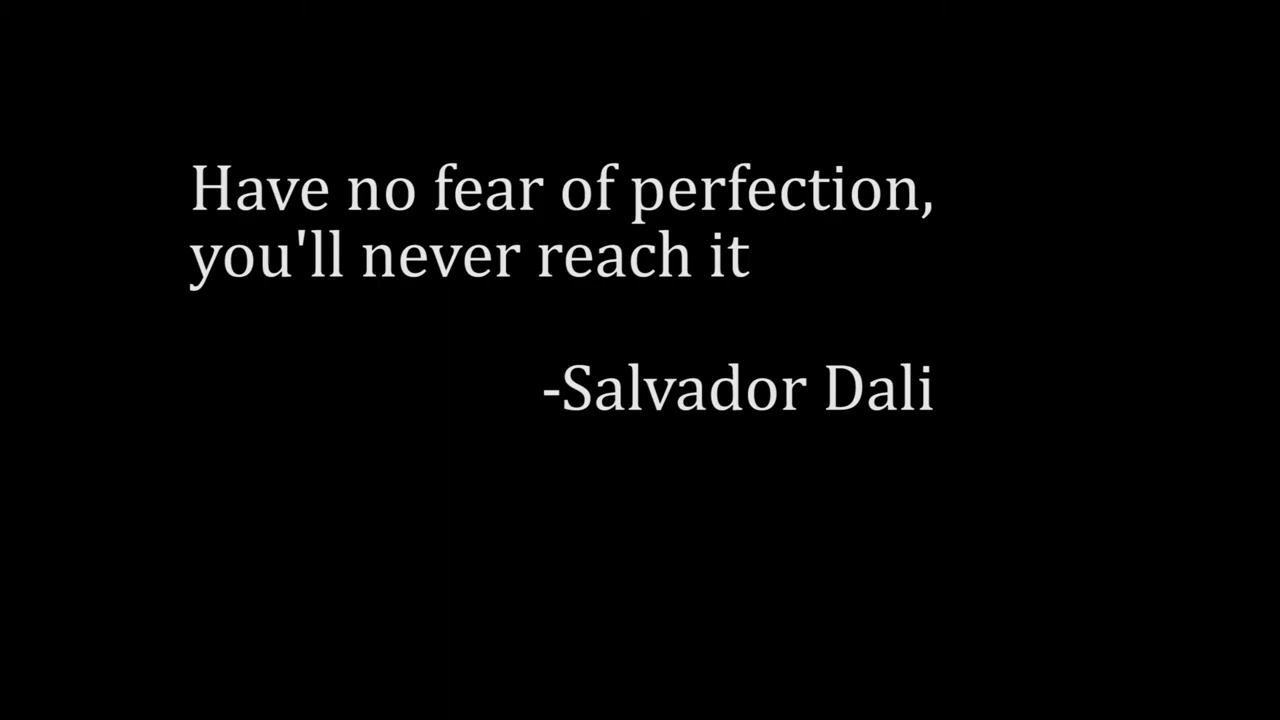 Have no fear of perfection,
you'll never reach it
-Salvador Dali